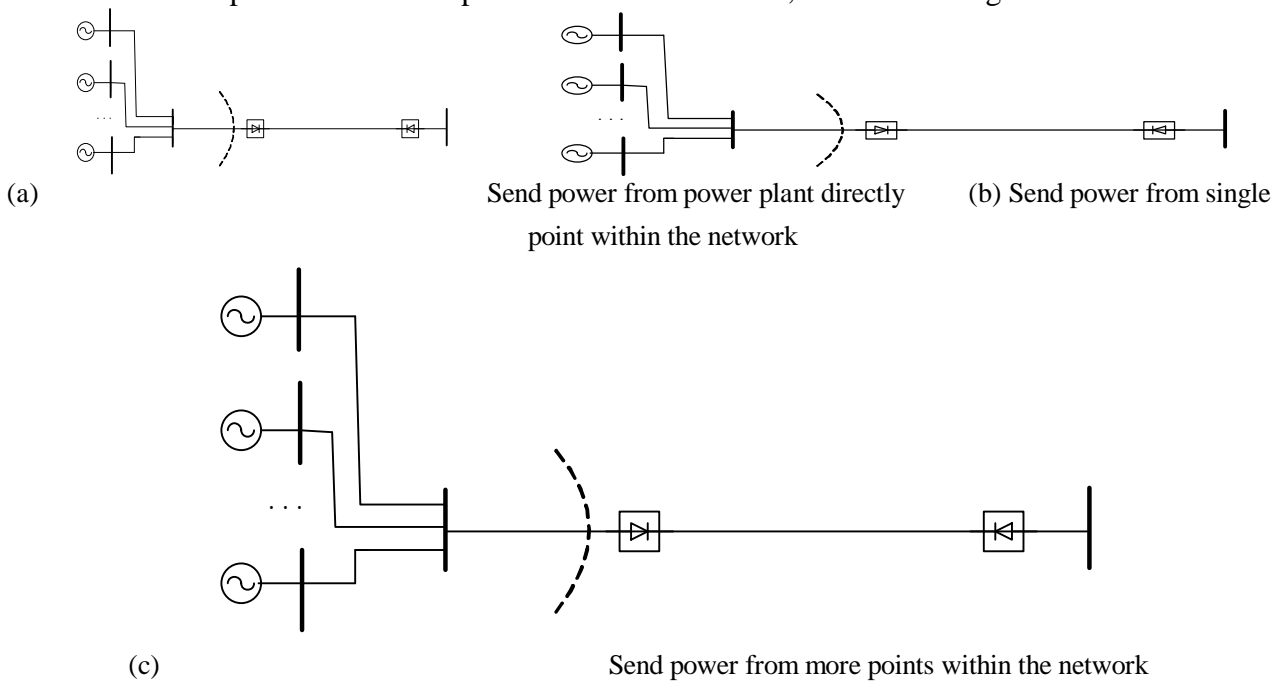 · · ·
· · ·
(a) Send power from power plant directly (b) Send power from single
point within the network
· · ·
(c) Send power from more points within the network